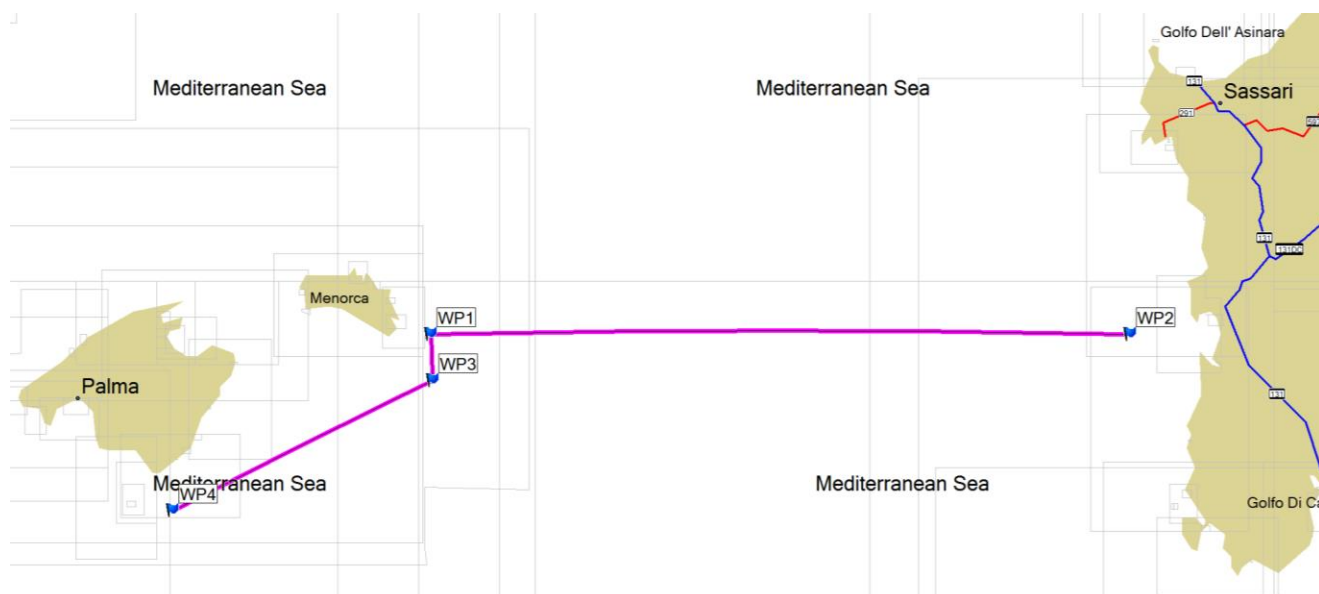 Golfo Dell' Asinara
Mediterranean Sea
Mediterranean Sea
131
Sassari
291
131
131DC
Menorca
WP1
WP2
WP3
Palma
131
Mediterranean Sea
Mediterranean Sea
WP4
Golfo Di Ca